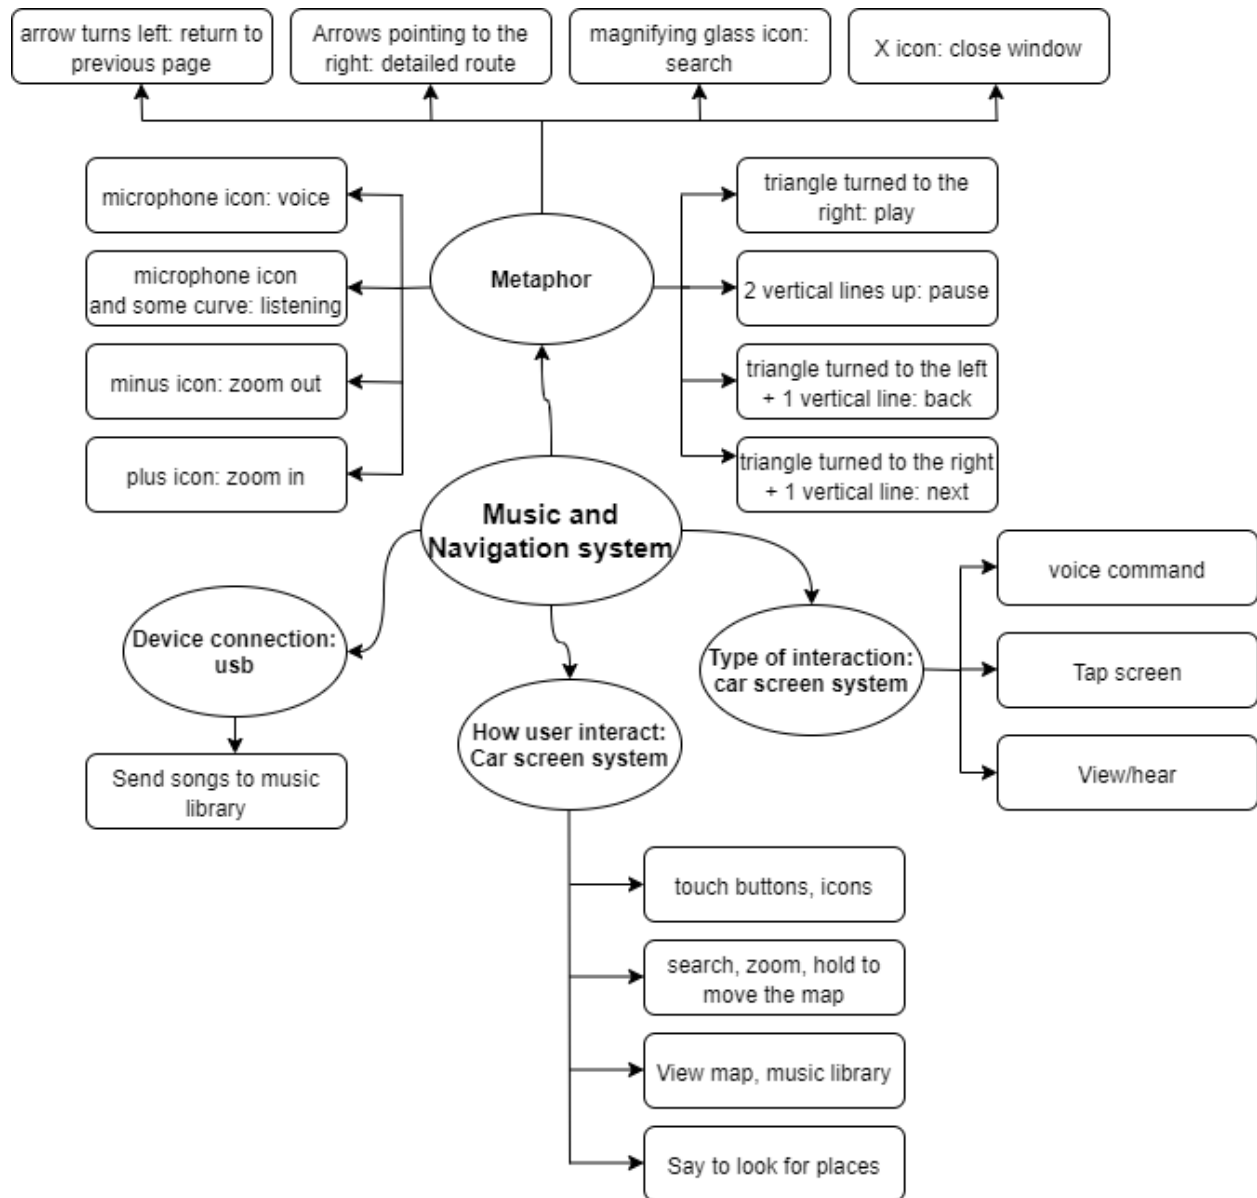 arrow turns left: return to
previous page
Arrows pointing to the
right: detailed route
magnifying glass icon:
search
X icon: close window
microphone icon: voice
microphone icon
and some curve: listening
minus icon: zoom out
plus icon: zoom in
Metaphor
triangle turned to the
right: play
2 vertical lines up: pause
triangle turned to the left
+ 1 vertical line: back
triangle turned to the right
+ 1 vertical line: next
Music and
Navigation system
Device connection:
usb
Send songs to music
library
How user interact:
Car screen system
Type of interaction:
car screen system
voice command
Tap screen
View/hear
touch buttons, icons
search, zoom, hold to
move the map
View map, music library
Say to look for places